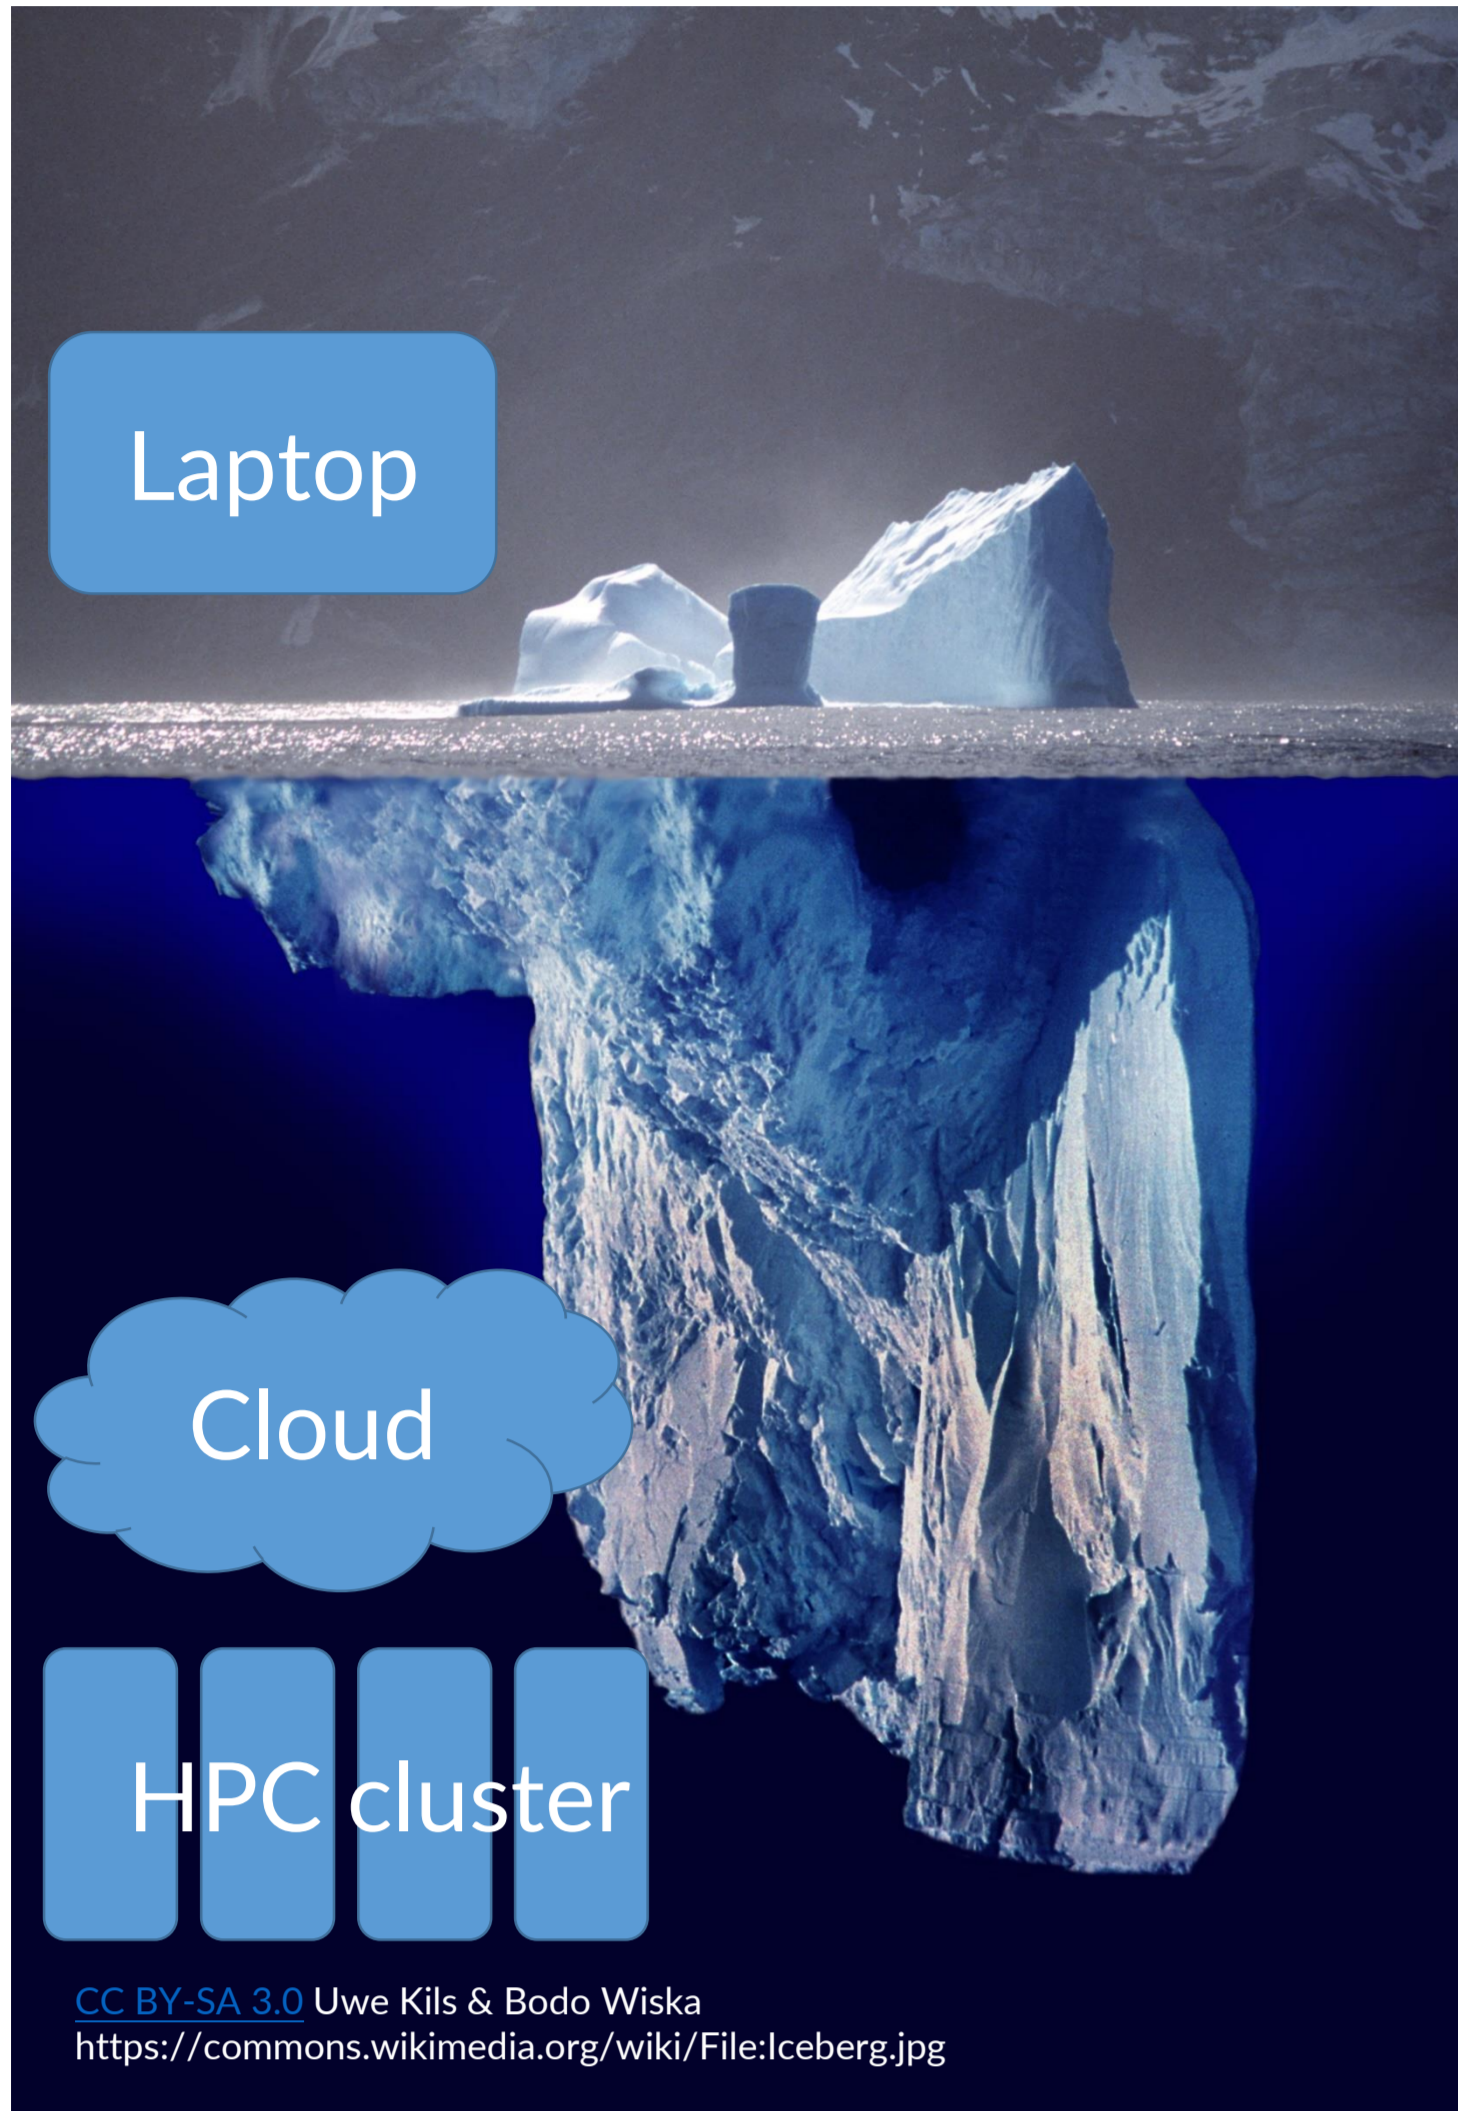 Laptop
Cloud
HPC cluster
CC BY-SA 3.0 Uwe Kils & Bodo Wiska
https://commons.wikimedia.org/wiki/File:Iceberg.jpg